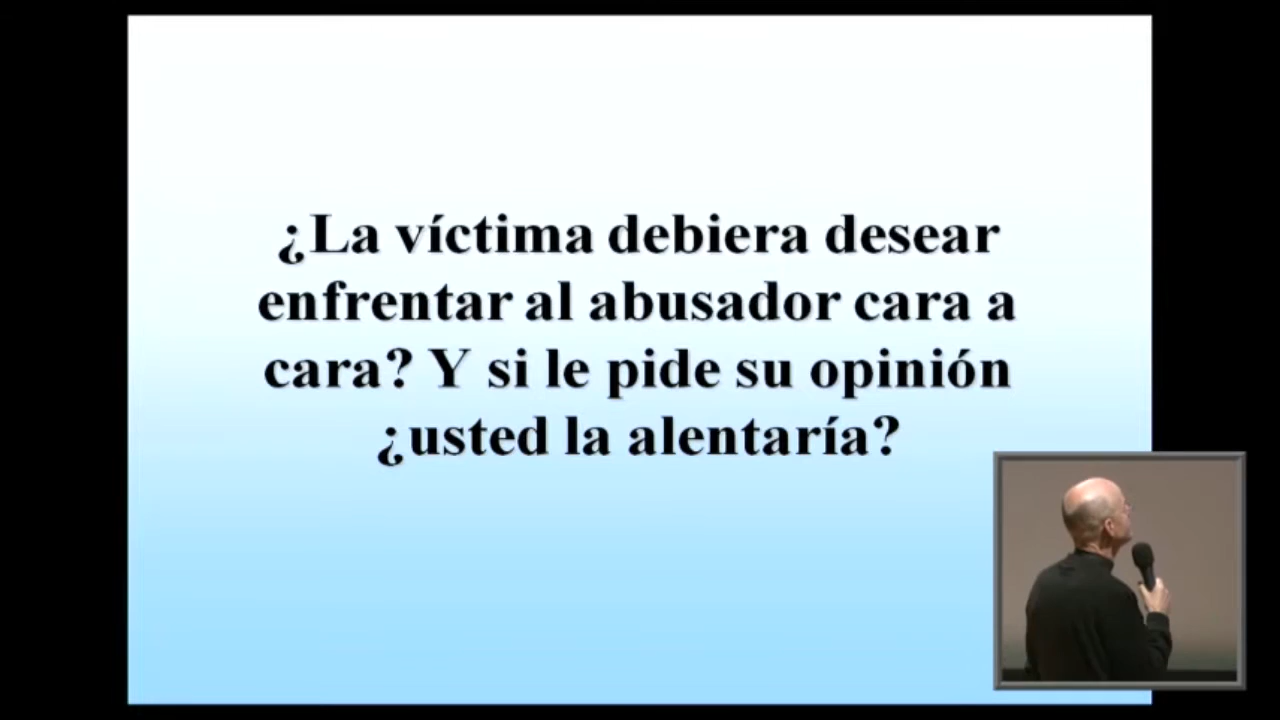 ¿La víctima debiera desear
enfrentar al abusador cara a
cara? Y si le pide su opinión
¿usted la alentaría?